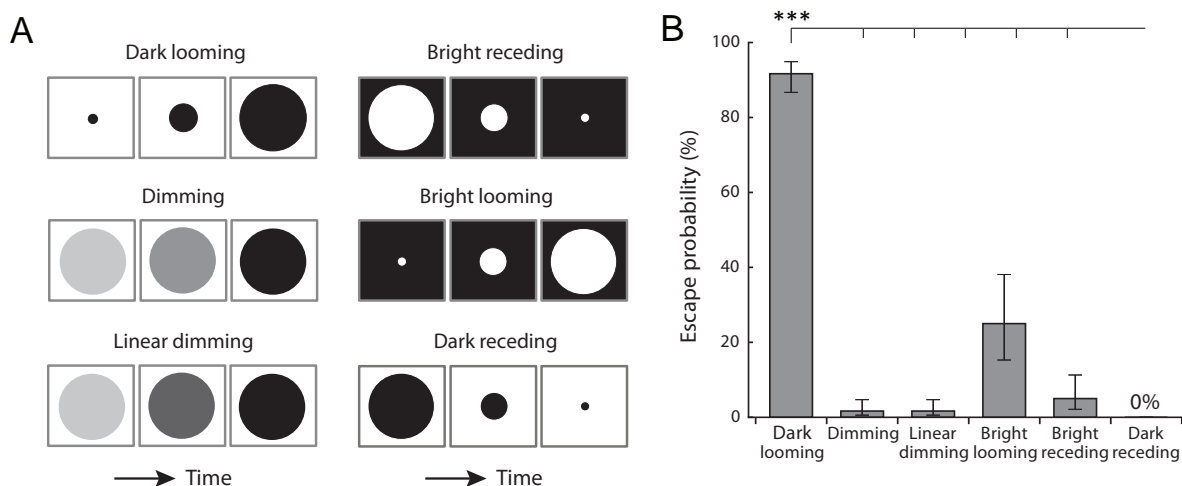 A
Dark looming
Bright receding
Dimming
Bright looming
Linear dimming
Dark receding
Time
Time
B
***
Escape probability (%)
100
80
60
40
20
0
0%
Dark
looming
Dimming
Linear
dimming
Bright
looming
Bright
receding
Dark
receding